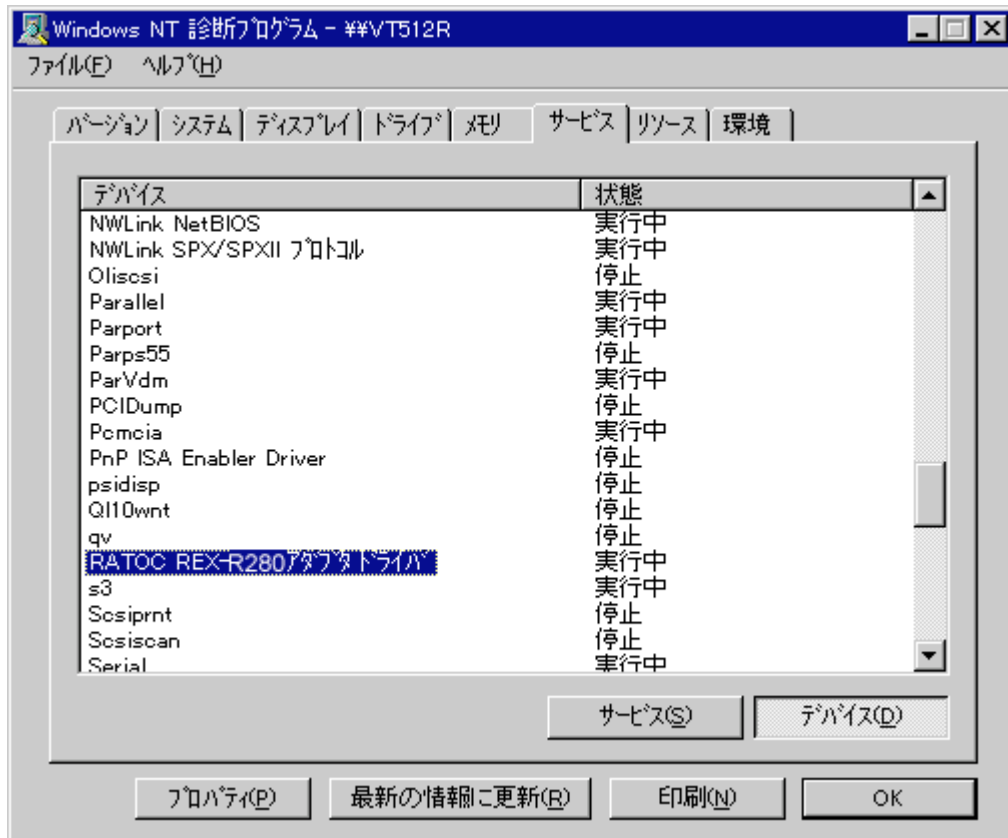 Windows NT 診断ﾌﾟﾛｸﾞﾗﾑ - ¥¥VT512R
ﾌｧｲﾙ(F) ﾍﾙﾌﾟ(H)
ﾊﾞｰｼﾞｮﾝ ｼｽﾃﾑ ﾃﾞｨｽﾌﾟﾚｲ ﾄﾞﾗｲﾌﾞ ﾒﾓﾘ ｻｰﾋﾞｽ ﾘｿｰｽ 環境
ﾃﾞﾊﾞｲｽ 状態
NWLink NetBIOS 実行中
NWLink SPX/SPXII ﾌﾟﾛﾄｺﾙ 実行中
Oliscsi 停止
Parallel 実行中
Parport 実行中
Parps55 停止
ParVdm 実行中
PCIDump 停止
Pcmcia 実行中
PnP ISA Enabler Driver 停止
psidisp 停止
Ql10wnt 停止
qv 停止
RATOC REX-R280ｱﾀﾞﾌﾟﾀ ﾄﾞﾗｲﾊﾞ 実行中
s3 実行中
Scsiprnt 停止
Scsiscan 停止
Serial 実行中
ｻｰﾋﾞｽ(S) ﾃﾞﾊﾞｲｽ(D)
ﾌﾟﾛﾊﾟﾃｨ(P) 最新の情報に更新(R) 印刷(N) OK